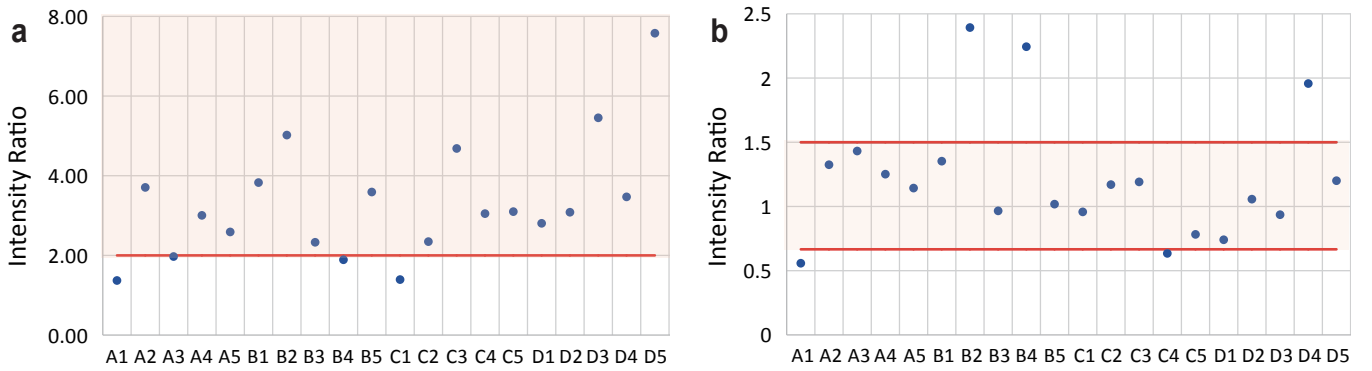 a
Intensity Ratio
8.00
6.00
4.00
2.00
0.00
A1 A2 A3 A4 A5 B1 B2 B3 B4 B5 C1 C2 C3 C4 C5 D1 D2 D3 D4 D5
b
Intensity Ratio
2.5
2
1.5
1
0.5
0
A1 A2 A3 A4 A5 B1 B2 B3 B4 B5 C1 C2 C3 C4 C5 D1 D2 D3 D4 D5